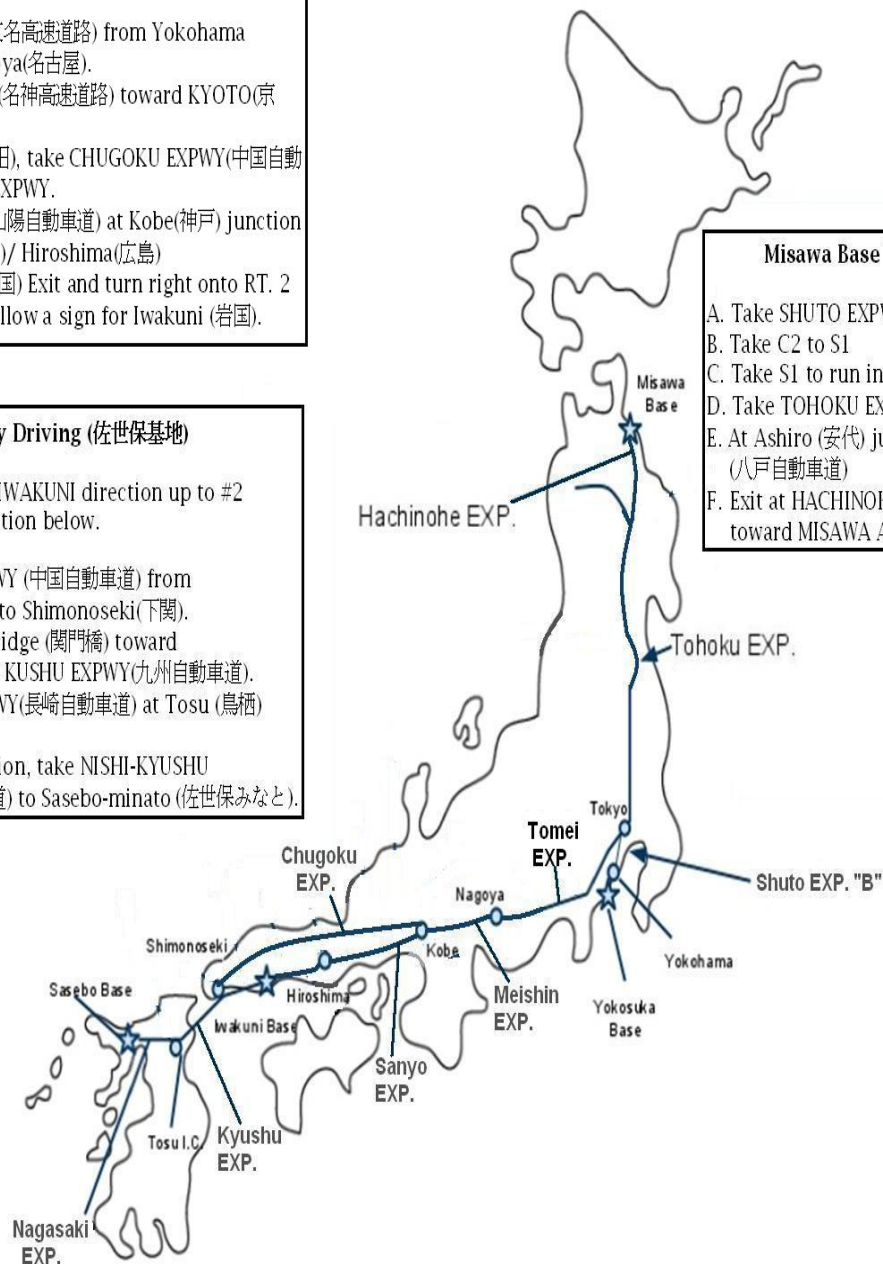 名高速道路) from Yokohama
ya(名古屋).
(名神高速道路) toward KYOTO(京
田), take CHUGOKU EXPWY(中国自動
XPWY.
山陽自動車道) at Kobe(神戸) junction
)/ Hiroshima(広島)
国) Exit and turn right onto RT. 2
llow a sign for Iwakuni (岩国).
y Driving (佐世保基地)
IWAKUNI direction up to #2
tion below.
WY (中国自動車道) from
to Shimonoseki(下関).
idge (関門橋) toward
KUSHU EXPWY(九州自動車道).
WY(長崎自動車道) at Tosu (鳥栖)
ion, take NISHI-KYUSHU
道) to Sasebo-minato (佐世保みなと).
Misawa Base
A. Take SHUTO EXPW
B. Take C2 to S1
C. Take S1 to run in
D. Take TOHOKU EX
E. At Ashiro (安代) ju
(八戸自動車道)
F. Exit at HACHINOH
toward MISAWA A
Misawa
Base
Hachinohe EXP.
Tohoku EXP.
Tokyo
Tomei
EXP.
Shuto EXP. "B"
Chugoku
EXP.
Nagoya
Kobe
Yokohama
Shimonoseki
Sasebo Base
Hiroshima
Iwakuni Base
Meishin
EXP.
Yokosuka
Base
Sanyo
EXP.
Tosu I.C.
Kyushu
EXP.
Nagasaki
EXP.